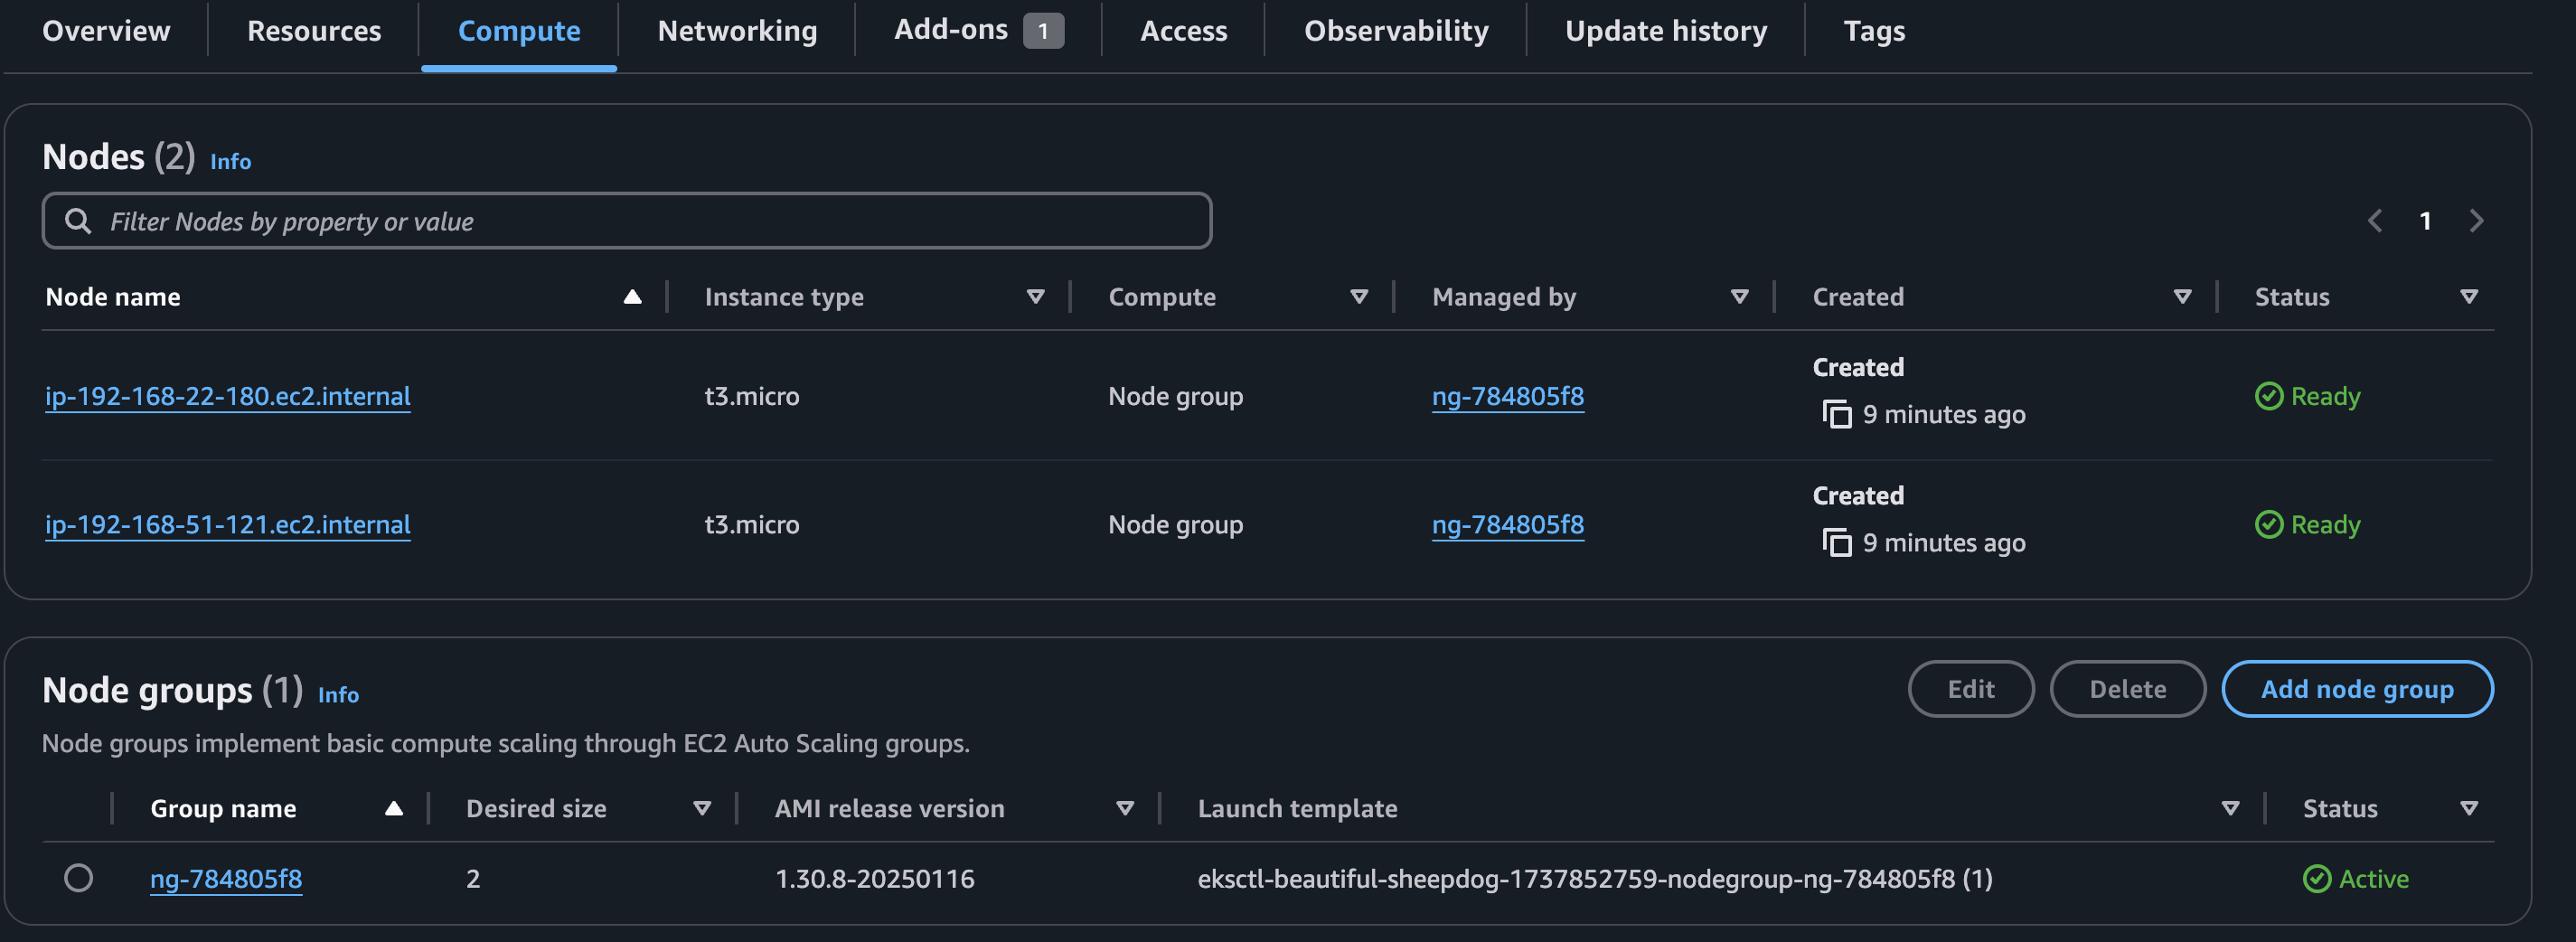 Overview Resources Compute Networking Add-ons 1 Access Observability Update history Tags
Nodes (2) Info
Filter Nodes by property or value
1
Node name Instance type Compute Managed by Created Status
Created
ip-192-168-22-180.ec2.internal t3.micro Node group ng-784805f8 9 minutes ago Ready
Created
ip-192-168-51-121.ec2.internal t3.micro Node group ng-784805f8 9 minutes ago Ready
Node groups (1) Info
Edit Delete Add node group
Node groups implement basic compute scaling through EC2 Auto Scaling groups.
Group name Desired size AMI release version Launch template Status
ng-784805f8 2 1.30.8-20250116 eksctl-beautiful-sheepdog-1737852759-nodegroup-ng-784805f8 (1) Active